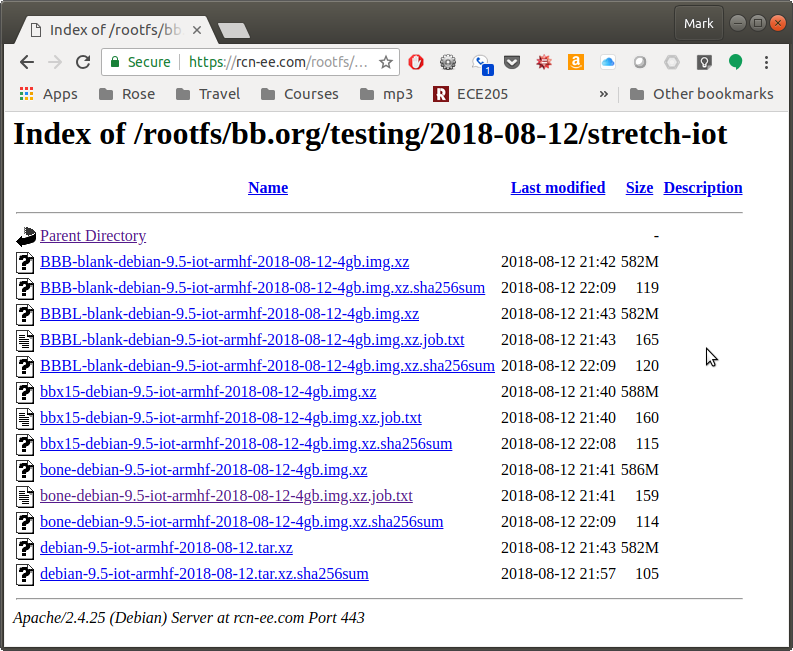 Index of /rootfs/bb
Mark
Secure https://rcn-ee.com/rootfs/...
1
Apps Rose Travel Courses mp3 R ECE205 » Other bookmarks
Index of /rootfs/bb.org/testing/2018-08-12/stretch-iot
Name Last modified Size Description
Parent Directory -
BBB-blank-debian-9.5-iot-armhf-2018-08-12-4gb.img.xz 2018-08-12 21:42 582M
BBB-blank-debian-9.5-iot-armhf-2018-08-12-4gb.img.xz.sha256sum 2018-08-12 22:09 119
BBBL-blank-debian-9.5-iot-armhf-2018-08-12-4gb.img.xz 2018-08-12 21:43 582M
BBBL-blank-debian-9.5-iot-armhf-2018-08-12-4gb.img.xz.job.txt 2018-08-12 21:43 165
BBBL-blank-debian-9.5-iot-armhf-2018-08-12-4gb.img.xz.sha256sum 2018-08-12 22:09 120
bbx15-debian-9.5-iot-armhf-2018-08-12-4gb.img.xz 2018-08-12 21:40 588M
bbx15-debian-9.5-iot-armhf-2018-08-12-4gb.img.xz.job.txt 2018-08-12 21:40 160
bbx15-debian-9.5-iot-armhf-2018-08-12-4gb.img.xz.sha256sum 2018-08-12 22:08 115
bone-debian-9.5-iot-armhf-2018-08-12-4gb.img.xz 2018-08-12 21:41 586M
bone-debian-9.5-iot-armhf-2018-08-12-4gb.img.xz.job.txt 2018-08-12 21:41 159
bone-debian-9.5-iot-armhf-2018-08-12-4gb.img.xz.sha256sum 2018-08-12 22:09 114
debian-9.5-iot-armhf-2018-08-12.tar.xz 2018-08-12 21:43 582M
debian-9.5-iot-armhf-2018-08-12.tar.xz.sha256sum 2018-08-12 21:57 105
Apache/2.4.25 (Debian) Server at rcn-ee.com Port 443